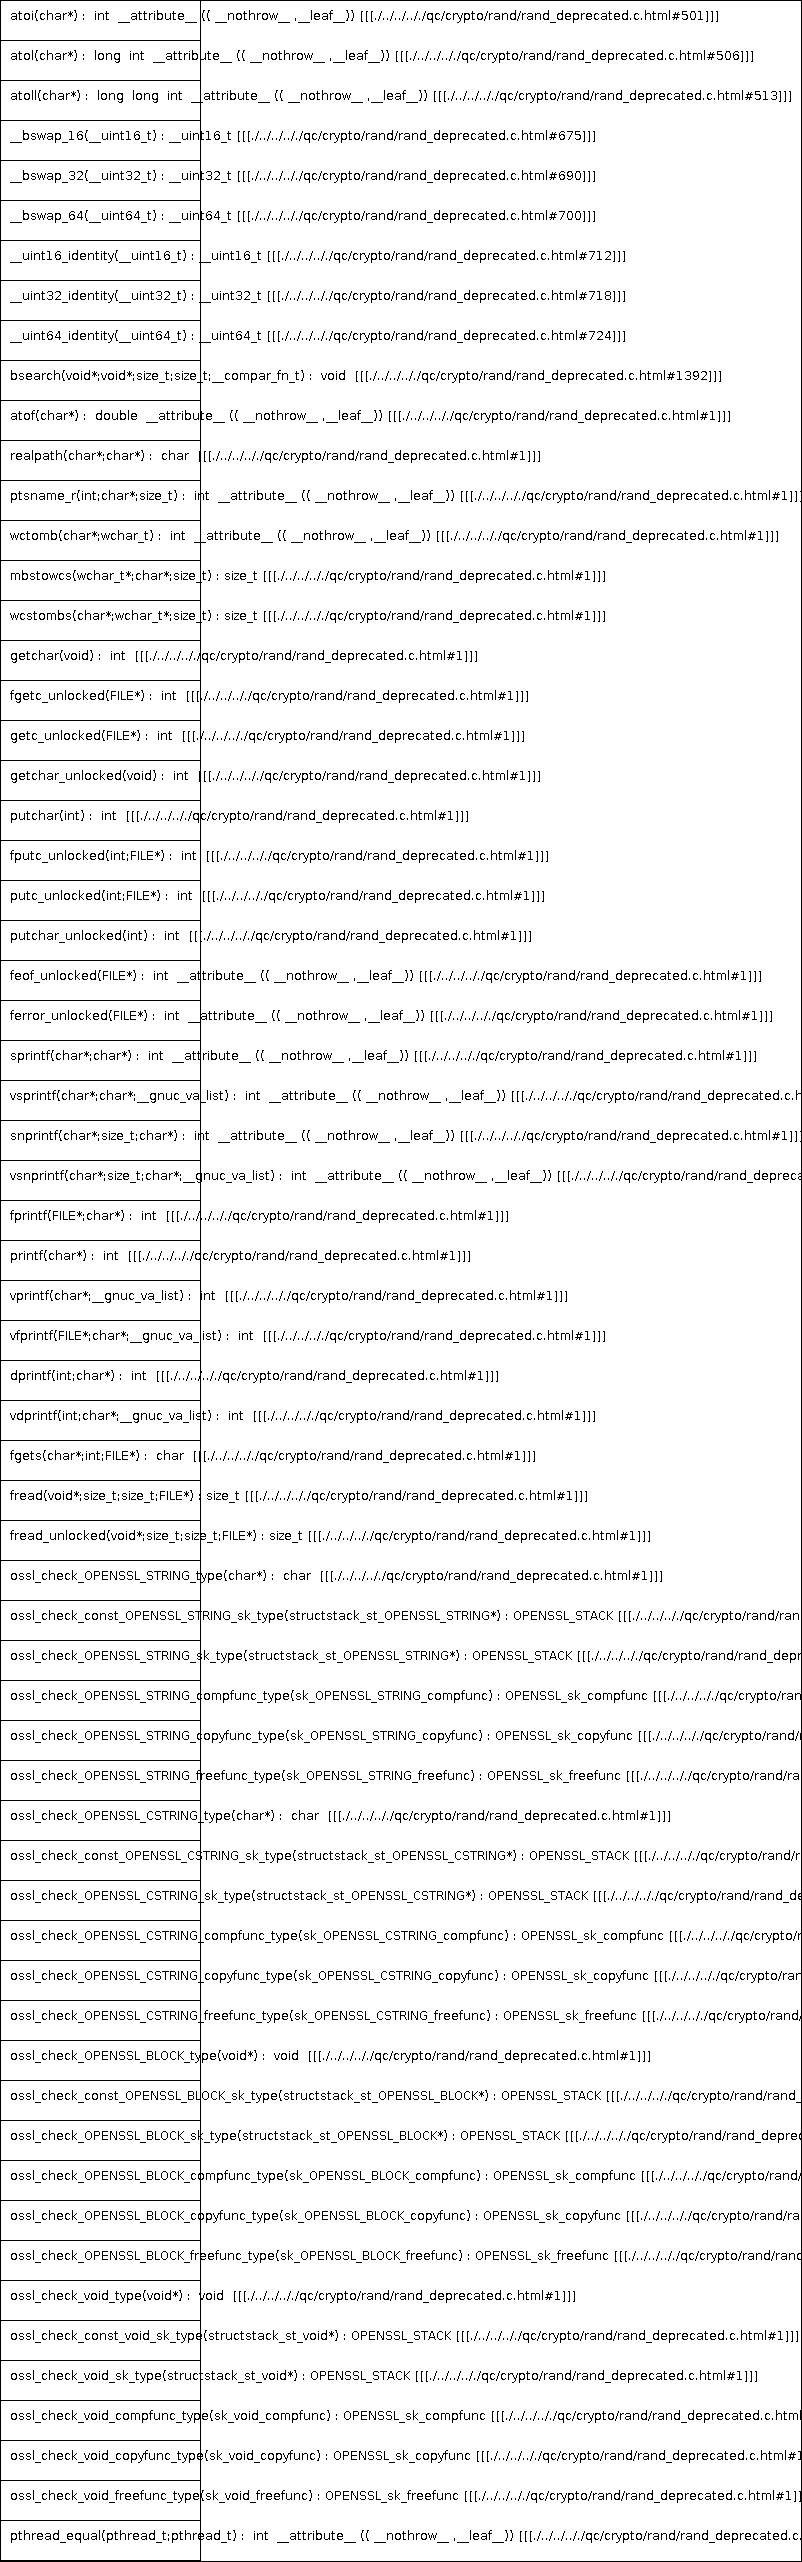 atoi(char*) :  int  __attribute__ (( __nothrow__ ,__leaf__)) [[[./../../../qc/crypto/rand/rand_deprecated.c.html#501]]]
atol(char*) :  long  int  __attribute__ (( __nothrow__ ,__leaf__)) [[[./../../../qc/crypto/rand/rand_deprecated.c.html#506]]]
atoll(char*) :  long  long  int  __attribute__ (( __nothrow__ ,__leaf__)) [[[./../../../qc/crypto/rand/rand_deprecated.c.html#513]]]
__bswap_16(__uint16_t) : __uint16_t [[[./../../../qc/crypto/rand/rand_deprecated.c.html#675]]]
__bswap_32(__uint32_t) : __uint32_t [[[./../../../qc/crypto/rand/rand_deprecated.c.html#690]]]
__bswap_64(__uint64_t) : __uint64_t [[[./../../../qc/crypto/rand/rand_deprecated.c.html#700]]]
__uint16_identity(__uint16_t) : __uint16_t [[[./../../../qc/crypto/rand/rand_deprecated.c.html#712]]]
__uint32_identity(__uint32_t) : __uint32_t [[[./../../../qc/crypto/rand/rand_deprecated.c.html#718]]]
__uint64_identity(__uint64_t) : __uint64_t [[[./../../../qc/crypto/rand/rand_deprecated.c.html#724]]]
bsearch(void*;void*;size_t;size_t;__compar_fn_t) :  void  [[[./../../../qc/crypto/rand/rand_deprecated.c.html#1392]]]
atof(char*) :  double  __attribute__ (( __nothrow__ ,__leaf__)) [[[./../../../qc/crypto/rand/rand_deprecated.c.html#1]]]
realpath(char*;char*) :  char  [[[./../../../qc/crypto/rand/rand_deprecated.c.html#1]]]
ptsname_r(int;char*;size_t) :  int  __attribute__ (( __nothrow__ ,__leaf__)) [[[./../../../qc/crypto/rand/rand_deprecated.c.html#1]]]
wctomb(char*;wchar_t) :  int  __attribute__ (( __nothrow__ ,__leaf__)) [[[./../../../qc/crypto/rand/rand_deprecated.c.html#1]]]
mbstowcs(wchar_t*;char*;size_t) : size_t [[[./../../../qc/crypto/rand/rand_deprecated.c.html#1]]]
wcstombs(char*;wchar_t*;size_t) : size_t [[[./../../../qc/crypto/rand/rand_deprecated.c.html#1]]]
getchar(void) :  int  [[[./../../../qc/crypto/rand/rand_deprecated.c.html#1]]]
fgetc_unlocked(FILE*) :  int  [[[./../../../qc/crypto/rand/rand_deprecated.c.html#1]]]
getc_unlocked(FILE*) :  int  [[[./../../../qc/crypto/rand/rand_deprecated.c.html#1]]]
getchar_unlocked(void) :  int  [[[./../../../qc/crypto/rand/rand_deprecated.c.html#1]]]
putchar(int) :  int  [[[./../../../qc/crypto/rand/rand_deprecated.c.html#1]]]
fputc_unlocked(int;FILE*) :  int  [[[./../../../qc/crypto/rand/rand_deprecated.c.html#1]]]
putc_unlocked(int;FILE*) :  int  [[[./../../../qc/crypto/rand/rand_deprecated.c.html#1]]]
putchar_unlocked(int) :  int  [[[./../../../qc/crypto/rand/rand_deprecated.c.html#1]]]
feof_unlocked(FILE*) :  int  __attribute__ (( __nothrow__ ,__leaf__)) [[[./../../../qc/crypto/rand/rand_deprecated.c.html#1]]]
ferror_unlocked(FILE*) :  int  __attribute__ (( __nothrow__ ,__leaf__)) [[[./../../../qc/crypto/rand/rand_deprecated.c.html#1]]]
sprintf(char*;char*) :  int  __attribute__ (( __nothrow__ ,__leaf__)) [[[./../../../qc/crypto/rand/rand_deprecated.c.html#1]]]
vsprintf(char*;char*;__gnuc_va_list) :  int  __attribute__ (( __nothrow__ ,__leaf__)) [[[./../../../qc/crypto/rand/rand_deprecated.c.h
snprintf(char*;size_t;char*) :  int  __attribute__ (( __nothrow__ ,__leaf__)) [[[./../../../qc/crypto/rand/rand_deprecated.c.html#1]]]
vsnprintf(char*;size_t;char*;__gnuc_va_list) :  int  __attribute__ (( __nothrow__ ,__leaf__)) [[[./../../../qc/crypto/rand/rand_depreca
fprintf(FILE*;char*) :  int  [[[./../../../qc/crypto/rand/rand_deprecated.c.html#1]]]
printf(char*) :  int  [[[./../../../qc/crypto/rand/rand_deprecated.c.html#1]]]
vprintf(char*;__gnuc_va_list) :  int  [[[./../../../qc/crypto/rand/rand_deprecated.c.html#1]]]
vfprintf(FILE*;char*;__gnuc_va_list) :  int  [[[./../../../qc/crypto/rand/rand_deprecated.c.html#1]]]
dprintf(int;char*) :  int  [[[./../../../qc/crypto/rand/rand_deprecated.c.html#1]]]
vdprintf(int;char*;__gnuc_va_list) :  int  [[[./../../../qc/crypto/rand/rand_deprecated.c.html#1]]]
fgets(char*;int;FILE*) :  char  [[[./../../../qc/crypto/rand/rand_deprecated.c.html#1]]]
fread(void*;size_t;size_t;FILE*) : size_t [[[./../../../qc/crypto/rand/rand_deprecated.c.html#1]]]
fread_unlocked(void*;size_t;size_t;FILE*) : size_t [[[./../../../qc/crypto/rand/rand_deprecated.c.html#1]]]
ossl_check_OPENSSL_STRING_type(char*) :  char  [[[./../../../qc/crypto/rand/rand_deprecated.c.html#1]]]
ossl_check_const_OPENSSL_STRING_sk_type(structstack_st_OPENSSL_STRING*) : OPENSSL_STACK [[[./../../../qc/crypto/rand/ran
ossl_check_OPENSSL_STRING_sk_type(structstack_st_OPENSSL_STRING*) : OPENSSL_STACK [[[./../../../qc/crypto/rand/rand_depr
ossl_check_OPENSSL_STRING_compfunc_type(sk_OPENSSL_STRING_compfunc) : OPENSSL_sk_compfunc [[[./../../../qc/crypto/ran
ossl_check_OPENSSL_STRING_copyfunc_type(sk_OPENSSL_STRING_copyfunc) : OPENSSL_sk_copyfunc [[[./../../../qc/crypto/rand/
ossl_check_OPENSSL_STRING_freefunc_type(sk_OPENSSL_STRING_freefunc) : OPENSSL_sk_freefunc [[[./../../../qc/crypto/rand/ra
ossl_check_OPENSSL_CSTRING_type(char*) :  char  [[[./../../../qc/crypto/rand/rand_deprecated.c.html#1]]]
ossl_check_const_OPENSSL_CSTRING_sk_type(structstack_st_OPENSSL_CSTRING*) : OPENSSL_STACK [[[./../../../qc/crypto/rand/r
ossl_check_OPENSSL_CSTRING_sk_type(structstack_st_OPENSSL_CSTRING*) : OPENSSL_STACK [[[./../../../qc/crypto/rand/rand_de
ossl_check_OPENSSL_CSTRING_compfunc_type(sk_OPENSSL_CSTRING_compfunc) : OPENSSL_sk_compfunc [[[./../../../qc/crypto/r
ossl_check_OPENSSL_CSTRING_copyfunc_type(sk_OPENSSL_CSTRING_copyfunc) : OPENSSL_sk_copyfunc [[[./../../../qc/crypto/ran
ossl_check_OPENSSL_CSTRING_freefunc_type(sk_OPENSSL_CSTRING_freefunc) : OPENSSL_sk_freefunc [[[./../../../qc/crypto/rand/
ossl_check_OPENSSL_BLOCK_type(void*) :  void  [[[./../../../qc/crypto/rand/rand_deprecated.c.html#1]]]
ossl_check_const_OPENSSL_BLOCK_sk_type(structstack_st_OPENSSL_BLOCK*) : OPENSSL_STACK [[[./../../../qc/crypto/rand/rand_
ossl_check_OPENSSL_BLOCK_sk_type(structstack_st_OPENSSL_BLOCK*) : OPENSSL_STACK [[[./../../../qc/crypto/rand/rand_deprec
ossl_check_OPENSSL_BLOCK_compfunc_type(sk_OPENSSL_BLOCK_compfunc) : OPENSSL_sk_compfunc [[[./../../../qc/crypto/rand/
ossl_check_OPENSSL_BLOCK_copyfunc_type(sk_OPENSSL_BLOCK_copyfunc) : OPENSSL_sk_copyfunc [[[./../../../qc/crypto/rand/ra
ossl_check_OPENSSL_BLOCK_freefunc_type(sk_OPENSSL_BLOCK_freefunc) : OPENSSL_sk_freefunc [[[./../../../qc/crypto/rand/rand
ossl_check_void_type(void*) :  void  [[[./../../../qc/crypto/rand/rand_deprecated.c.html#1]]]
ossl_check_const_void_sk_type(structstack_st_void*) : OPENSSL_STACK [[[./../../../qc/crypto/rand/rand_deprecated.c.html#1]]]
ossl_check_void_sk_type(structstack_st_void*) : OPENSSL_STACK [[[./../../../qc/crypto/rand/rand_deprecated.c.html#1]]]
ossl_check_void_compfunc_type(sk_void_compfunc) : OPENSSL_sk_compfunc [[[./../../../qc/crypto/rand/rand_deprecated.c.html
ossl_check_void_copyfunc_type(sk_void_copyfunc) : OPENSSL_sk_copyfunc [[[./../../../qc/crypto/rand/rand_deprecated.c.html#1
ossl_check_void_freefunc_type(sk_void_freefunc) : OPENSSL_sk_freefunc [[[./../../../qc/crypto/rand/rand_deprecated.c.html#1]]
pthread_equal(pthread_t;pthread_t) :  int  __attribute__ (( __nothrow__ ,__leaf__)) [[[./../../../qc/crypto/rand/rand_deprecated.c.